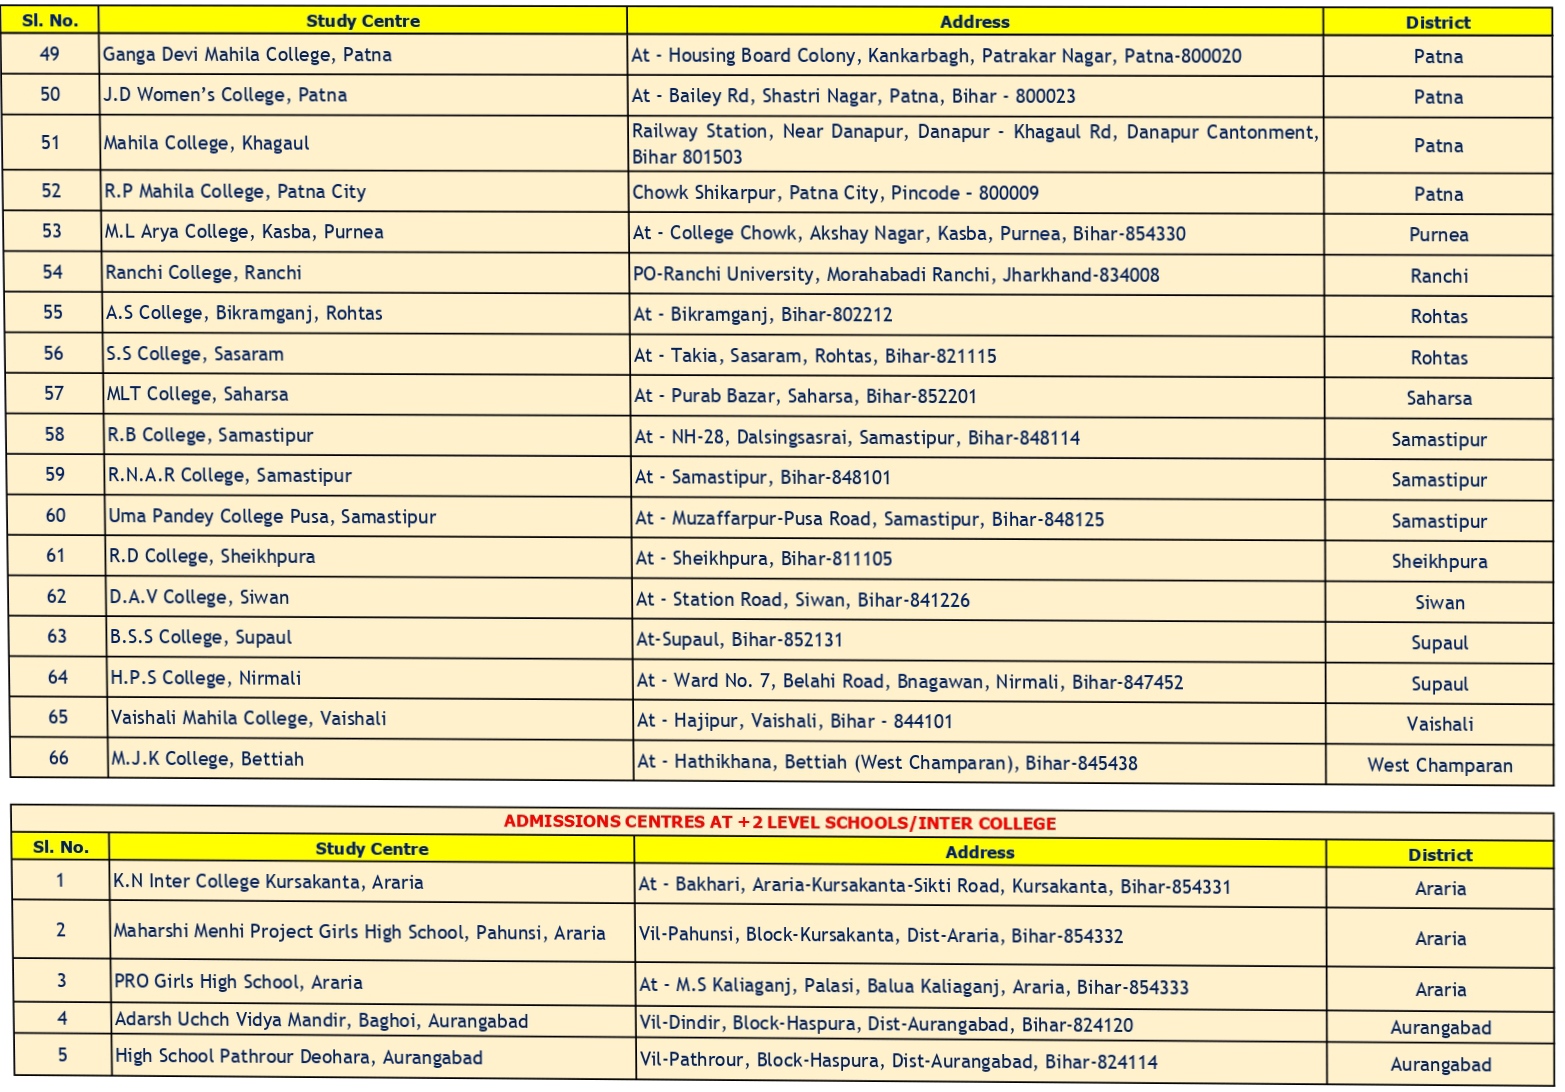 Sl. No. Study Centre Address District
49 Ganga Devi Mahila College, Patna At - Housing Board Colony, Kankarbagh, Patrakar Nagar, Patna-800020 Patna
50 J.D Women’s College, Patna At - Bailey Rd, Shastri Nagar, Patna, Bihar - 800023 Patna
51 Mahila College, Khagaul Railway Station, Near Danapur, Danapur - Khagaul Rd, Danapur Cantonment, Patna
Bihar 801503
52 R.P Mahila College, Patna City Chowk Shikarpur, Patna City, Pincode - 800009 Patna
53 M.L Arya College, Kasba, Purnea At - College Chowk, Akshay Nagar, Kasba, Purnea, Bihar-854330 Purnea
54 Ranchi College, Ranchi PO-Ranchi University, Morahabadi Ranchi, Jharkhand-834008 Ranchi
55 A.S College, Bikramganj, Rohtas At - Bikramganj, Bihar-802212 Rohtas
56 S.S College, Sasaram At - Takia, Sasaram, Rohtas, Bihar-821115 Rohtas
57 MLT College, Saharsa At - Purab Bazar, Saharsa, Bihar-852201 Saharsa
58 R.B College, Samastipur At - NH-28, Dalsingsasrai, Samastipur, Bihar-848114 Samastipur
59 R.N.A.R College, Samastipur At - Samastipur, Bihar-848101 Samastipur
60 Uma Pandey College Pusa, Samastipur At - Muzaffarpur-Pusa Road, Samastipur, Bihar-848125 Samastipur
61 R.D College, Sheikhpura At - Sheikhpura, Bihar-811105 Sheikhpura
62 D.A.V College, Siwan At - Station Road, Siwan, Bihar-841226 Siwan
63 B.S.S College, Supaul At-Supaul, Bihar-852131 Supaul
64 H.P.S College, Nirmali At - Ward No. 7, Belahi Road, Bnagawan, Nirmali, Bihar-847452 Supaul
65 Vaishali Mahila College, Vaishali At - Hajipur, Vaishali, Bihar - 844101 Vaishali
66 M.J.K College, Bettiah At - Hathikhana, Bettiah (West Champaran), Bihar-845438 West Champaran
ADMISSIONS CENTRES AT +2 LEVEL SCHOOLS/INTER COLLEGE
Sl. No. Study Centre Address District
1 K.N Inter College Kursakanta, Araria At - Bakhari, Araria-Kursakanta-Sikti Road, Kursakanta, Bihar-854331 Araria
2 Maharshi Menhi Project Girls High School, Pahunsi, Araria Vil-Pahunsi, Block-Kursakanta, Dist-Araria, Bihar-854332 Araria
3 PRO Girls High School, Araria At - M.S Kaliaganj, Palasi, Balua Kaliaganj, Araria, Bihar-854333 Araria
4 Adarsh Uchch Vidya Mandir, Baghoi, Aurangabad Vil-Dindir, Block-Haspura, Dist-Aurangabad, Bihar-824120 Aurangabad
5 High School Pathrour Deohara, Aurangabad Vil-Pathrour, Block-Haspura, Dist-Aurangabad, Bihar-824114 Aurangabad